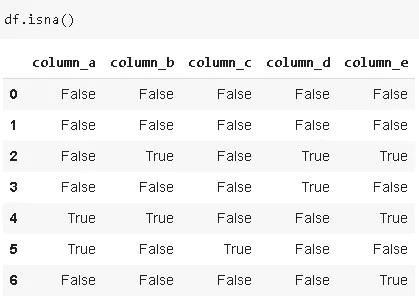 df.isna()
column_a column_b column_c column_d column_e
0 False False False False False
1 False False False False False
2 False True False True True
3 False False False True False
4 True True False False True
5 True False True False False
6 False False False False True